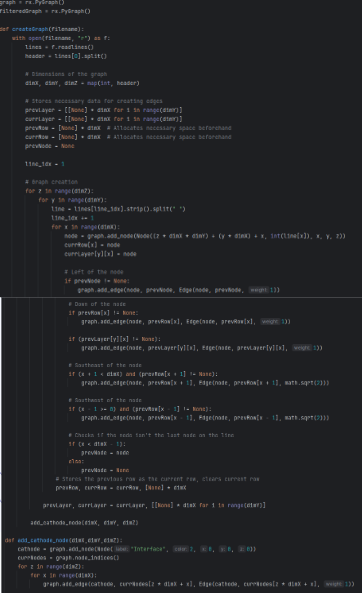 graph = rx.PyGraph()
filteredGraph = rx.PyGraph()
def createGraph(filename):
with open(filename, "r") as f:
lines = f.readlines()
header = lines[0].split()
# Dimensions of the graph
dimX, dimY, dimZ = map(int, header)
# Stores necessary data for creating edges
prevLayer = [[None] * dimX for i in range(dimY)]
currLayer = [[None] * dimX for i in range(dimY)]
prevRow = [None] * dimX # Allocates necessary space beforehand
currRow = [None] * dimX # Allocates necessary space beforehand
prevNode = None
line_idx = 1
# Graph creation
for z in range(dimZ):
for y in range(dimY):
line = lines[line_idx].strip().split(" ")
line_idx += 1
for x in range(dimX):
node = graph.add_node(Node((z * dimX * dimY) + (y * dimX) + x, int(line[x]), x, y, z))
currRow[x] = node
currLayer[y][x] = node
# Left of the node
if prevNode != None:
graph.add_edge(node, prevNode, Edge(node, prevNode, weight:1))
# Down of the node
if prevRow[x] != None:
graph.add_edge(node, prevRow[x], Edge(node, prevRow[x], weight:1))
if (prevLayer[y][x] != None):
graph.add_edge(node, prevLayer[y][x], Edge(node, prevLayer[y][x], weight:1))
# Southeast of the node
if (x + 1 < dimX) and (prevRow[x + 1] != None):
graph.add_edge(node, prevRow[x + 1], Edge(node, prevRow[x + 1], math.sqrt(2)))
# Southwest of the node
if (x - 1 >= 0) and (prevRow[x - 1] != None):
graph.add_edge(node, prevRow[x - 1], Edge(node, prevRow[x - 1], math.sqrt(2)))
# Checks if the node isn't the last node on the line
if (x < dimX - 1):
prevNode = node
else:
prevNode = None
# Stores the previous row as the current row, clears current row
prevRow, currRow = currRow, [None] * dimX
prevLayer, currLayer = currLayer, [[None] * dimX for i in range(dimY)]
add_cathode_node(dimX, dimY, dimZ)
def add_cathode_node(dimX,dimY,dimZ):
cathode = graph.add_node(Node(label:"Interface", color:2, x:0, y:0, z:0))
currNodes = graph.node_indices()
for z in range(dimZ):
for x in range(dimX):
graph.add_edge(cathode, currNodes[z * dimX + x], Edge(cathode, currNodes[z * dimX + x], weight:1))